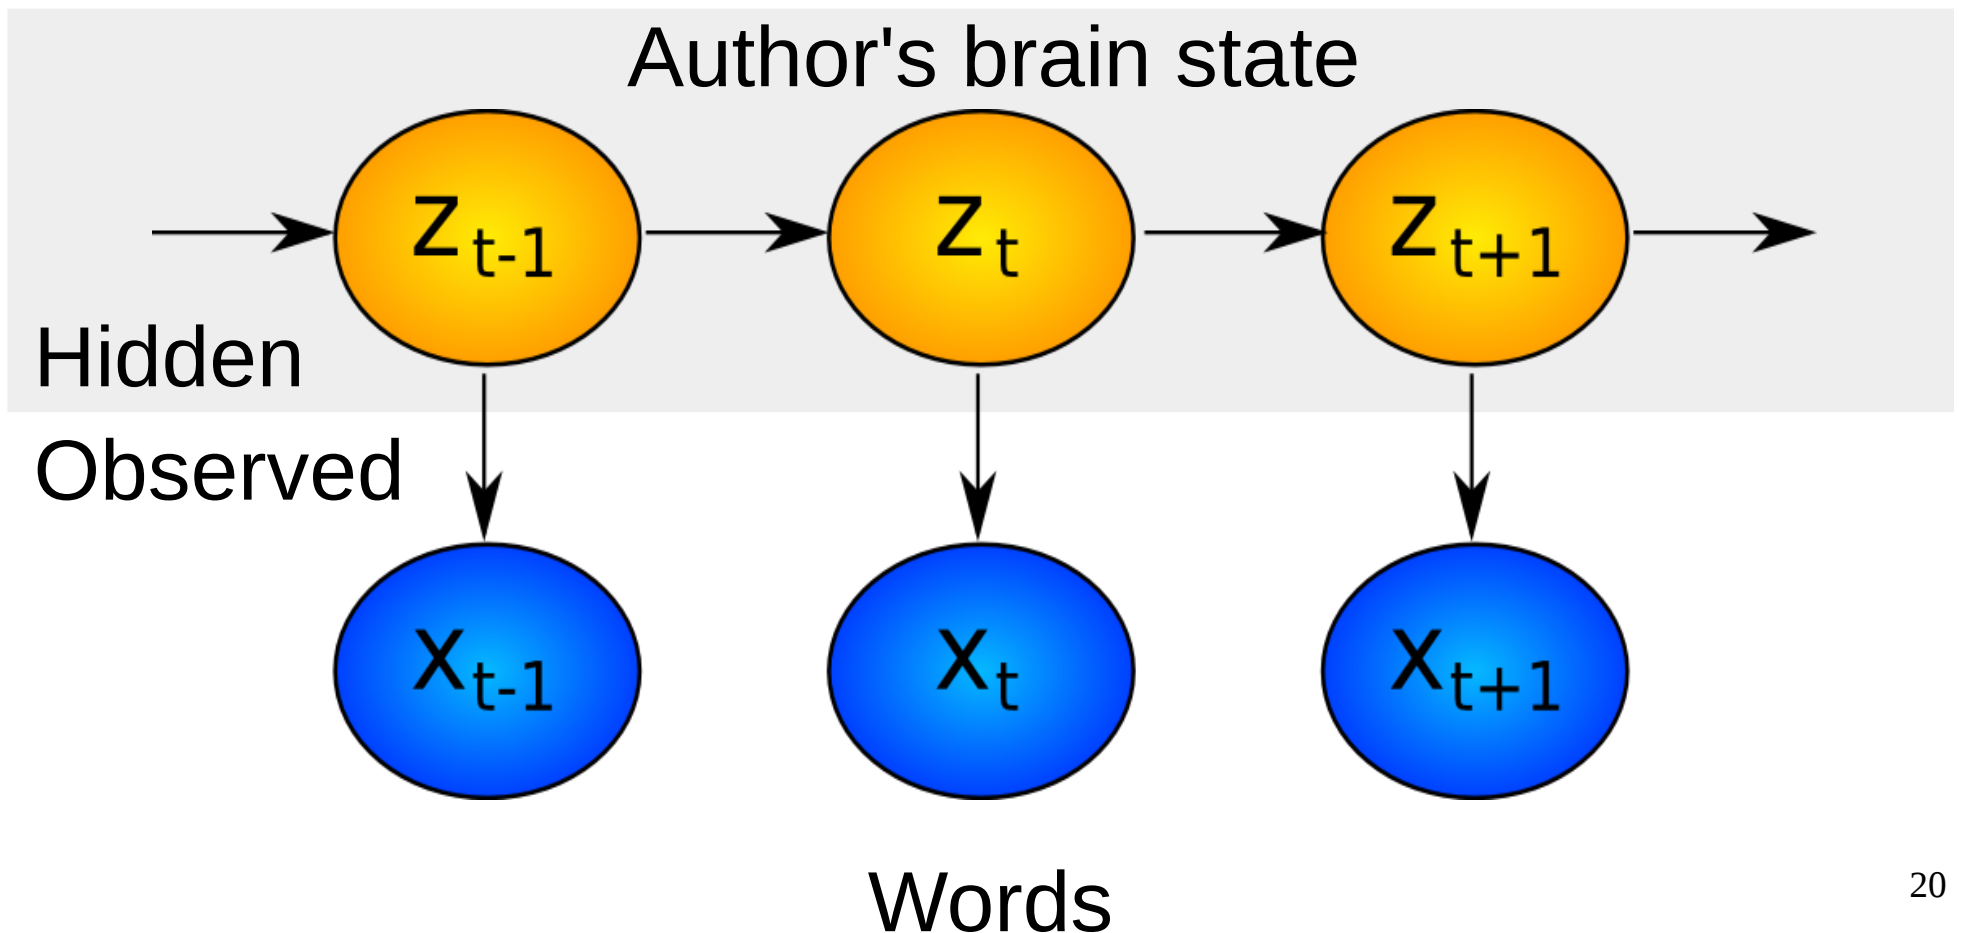 Author's brain state
z t-1 z t z t+1
Hidden
Observed
x t-1 x t x t+1
Words
20